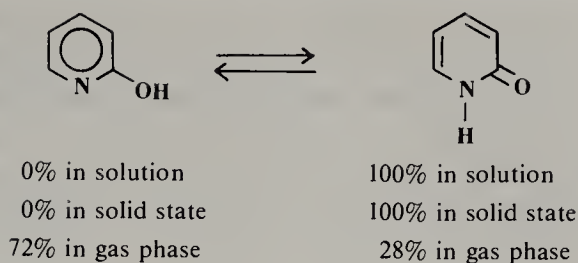 N OH
N O
H
0% in solution 100% in solution
0% in solid state 100% in solid state
72% in gas phase 28% in gas phase